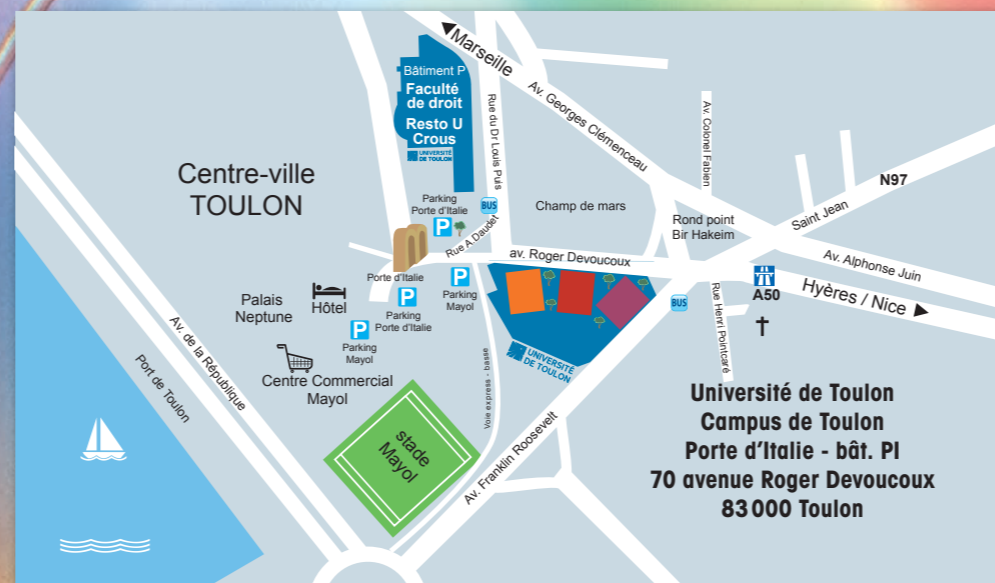 Marseille
Bâtiment P
Faculté
de droit
Resto U
Crous
UNIVERSITÉ
DE TOULON
Rue du Dr Louis Puis
Av. Georges Clémenceau
Av. Colonel Fabien
N97
Centre-ville
TOULON
Parking
Porte d'Italie
P
BUS
Champ de mars
Rond point
Bir Hakeim
Saint Jean
Rue A.Daudet
av. Roger Devoucoux
Av. Alphonse Juin
Porte d'Italie
P
Parking
Mayol
P
Parking
Porte d'Italie
A50
Hyères / Nice
BUS
Rue Henri Pointcaré
Palais
Neptune
Hôtel
P
Parking
Mayol
Av. de la République
Port de Toulon
Centre Commercial
Mayol
Voie express - basse
UNIVERSITÉ
DE TOULON
stade
Mayol
Av. Franklin Roosevelt
Université de Toulon
Campus de Toulon
Porte d'Italie - bât. PI
70 avenue Roger Devoucoux
83000 Toulon